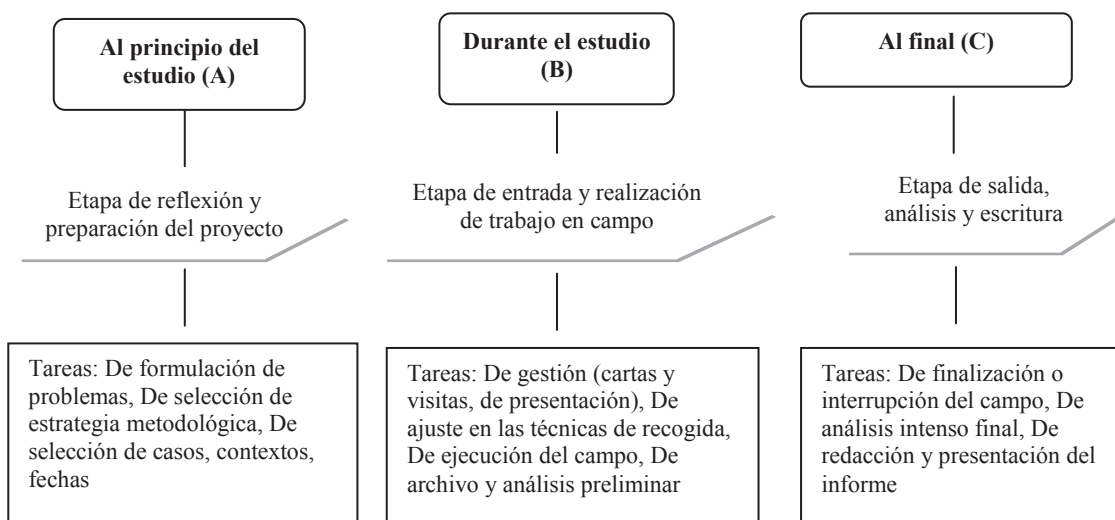 Al principio del
estudio (A)
Etapa de reflexión y
preparación del proyecto
Tareas: De formulación de
problemas, De selección de
estrategia metodológica, De
selección de casos, contextos,
fechas
Durante el estudio
(B)
Etapa de entrada y realización
de trabajo en campo
Tareas: De gestión (cartas y
visitas, de presentación), De
ajuste en las técnicas de recogida,
De ejecución del campo, De
archivo y análisis preliminar
Al final (C)
Etapa de salida,
análisis y escritura
Tareas: De finalización o
interrupción del campo, De
análisis intenso final, De
redacción y presentación del
informe